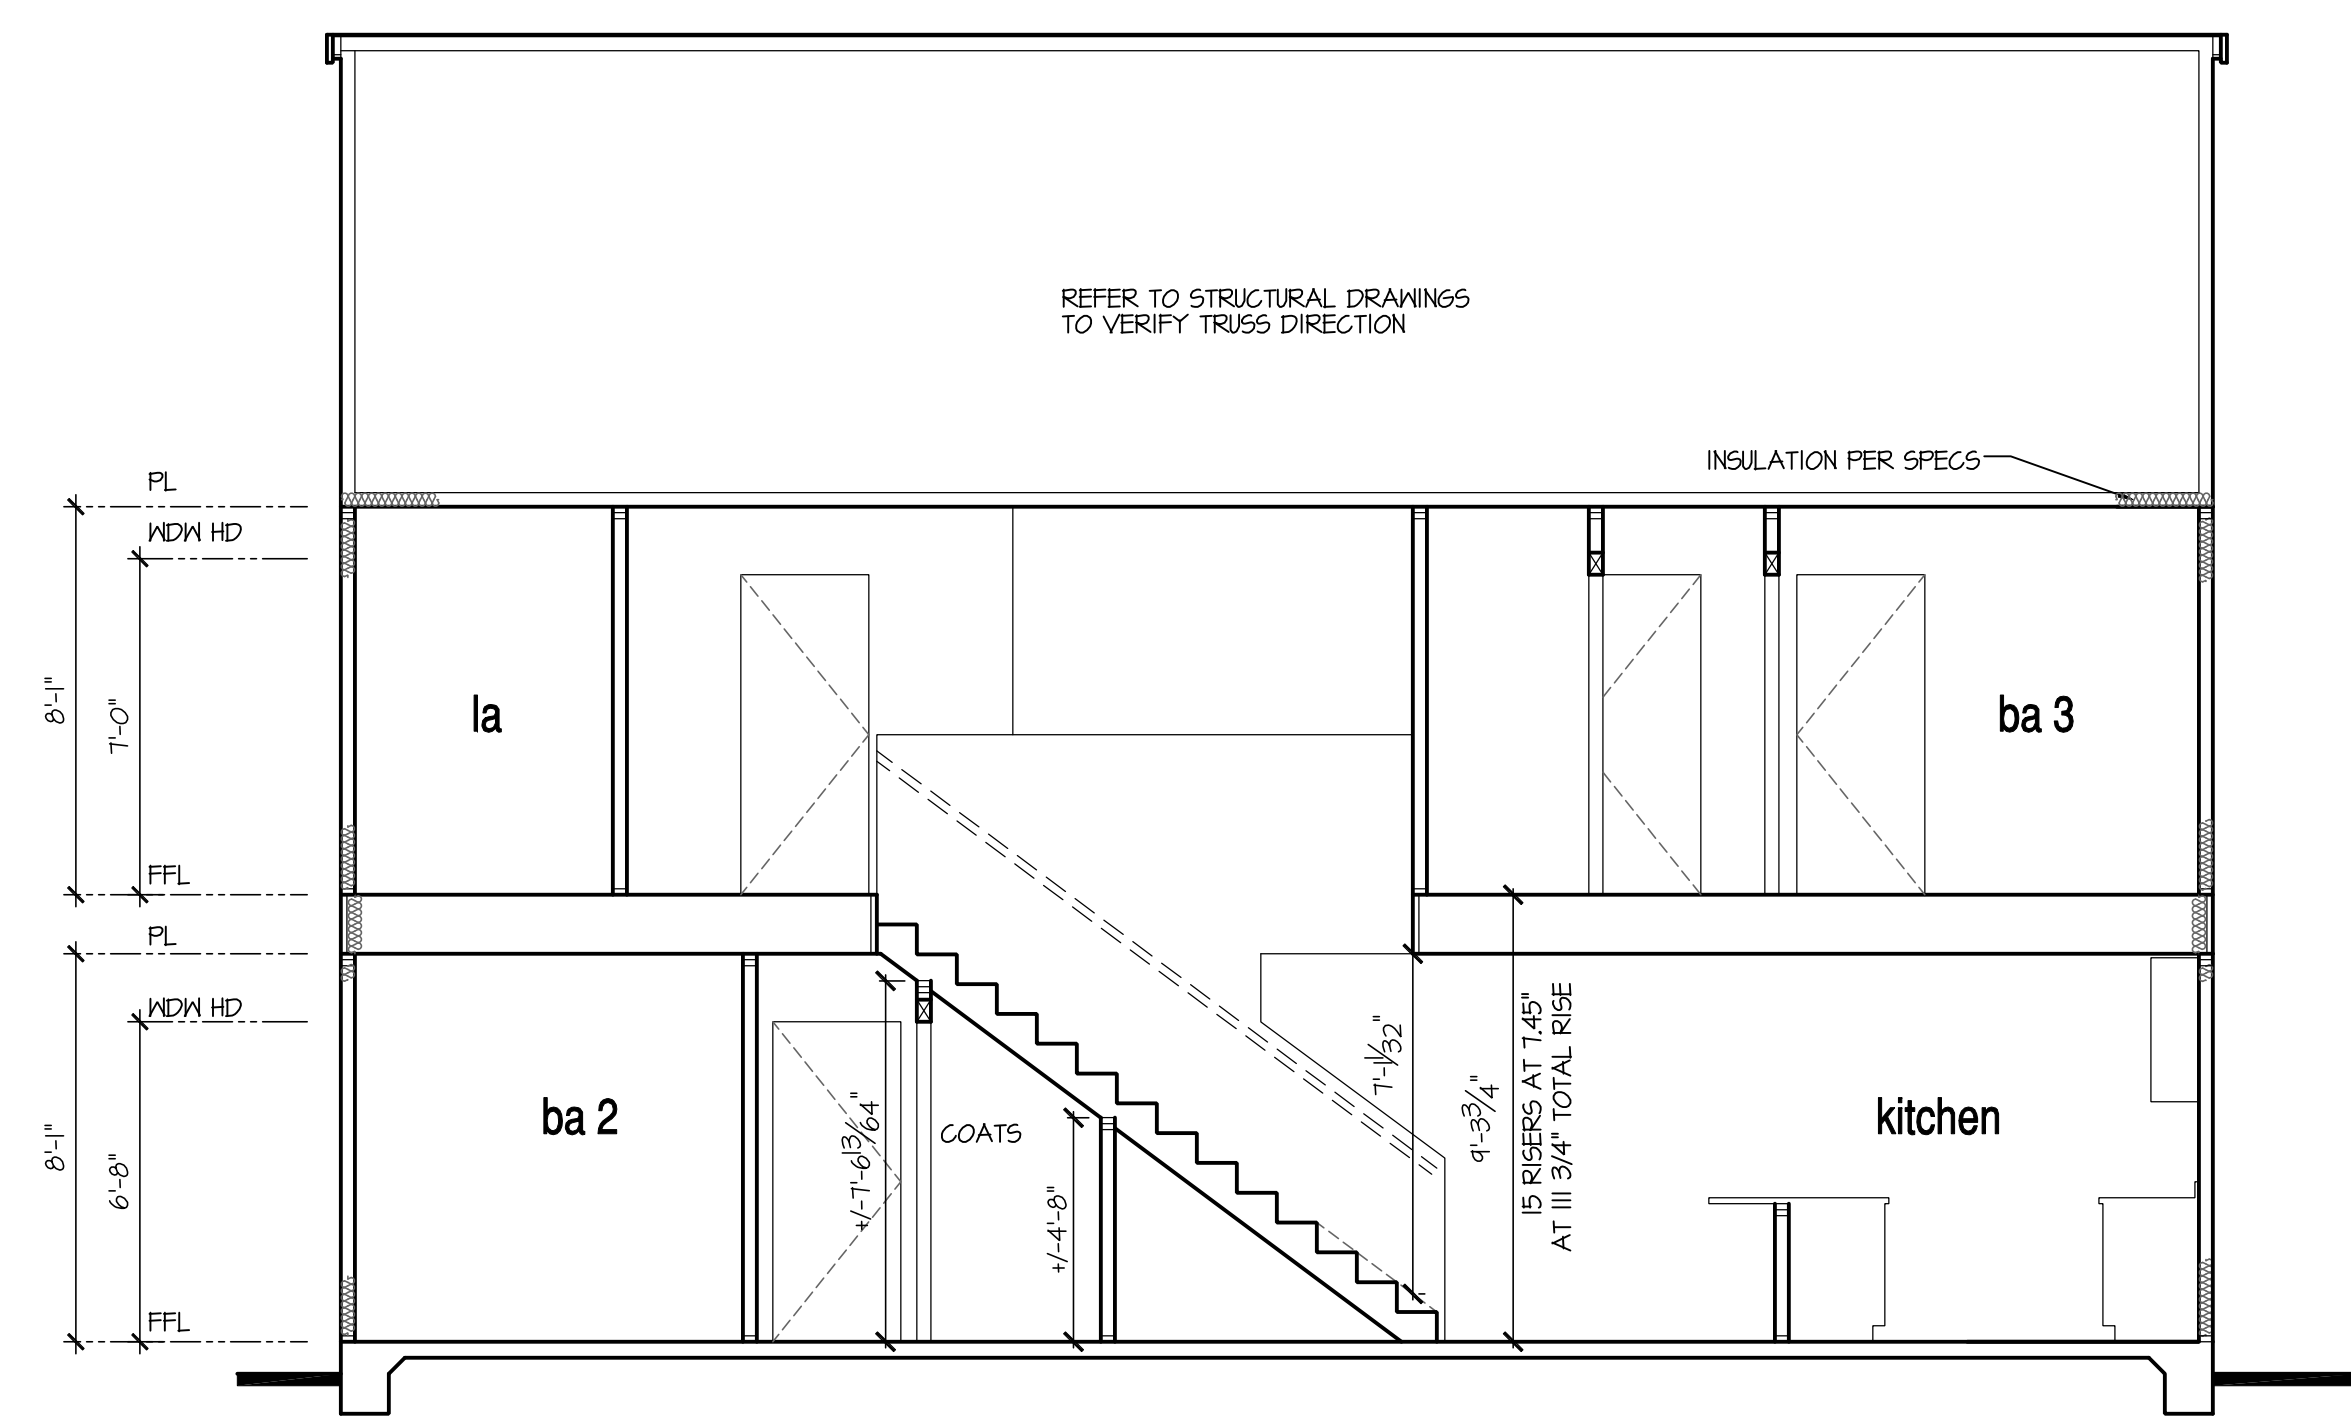 REFER TO STRUCTURAL DRAWINGS
TO VERIFY TRUSS DIRECTION
INSULATION PER SPECS
PL
WDW HD
8'-1"
7'-0"
la
ba 3
FFL
PL
WDW HD
8'-1"
6'-8"
ba 2
+/-7'-6 13/64"
COATS
+/-4'-8"
7'-1 1/32"
9'-3 3/4"
15 RISERS AT 7.45"
AT 111 3/4" TOTAL RISE
kitchen
FFL